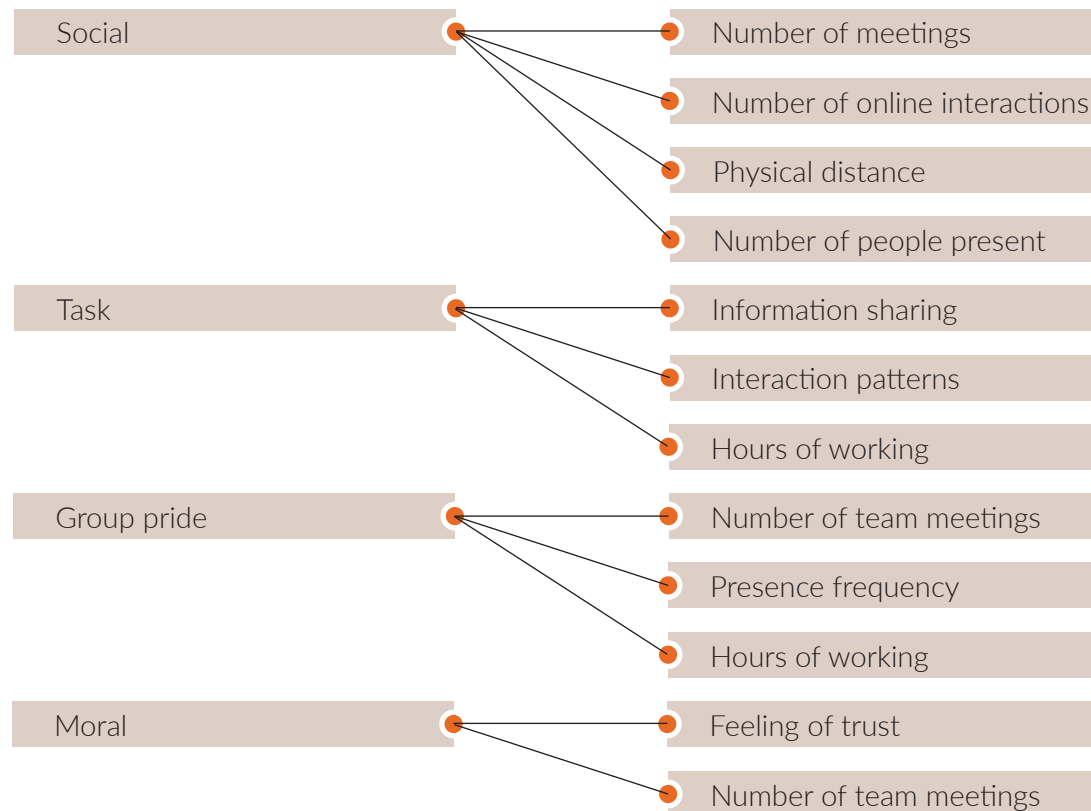 Social
Number of meetings
Number of online interactions
Physical distance
Number of people present
Task
Information sharing
Interaction patterns
Hours of working
Group pride
Number of team meetings
Presence frequency
Hours of working
Moral
Feeling of trust
Number of team meetings